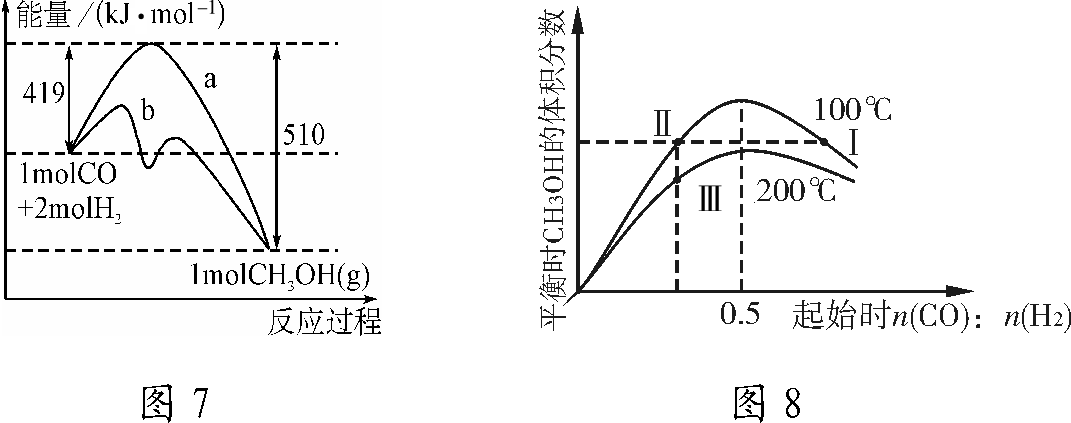 能量/(kJ·mol⁻¹)
419
a
b
510
1molCO
+2molH₂
1molCH₃OH(g)
反应过程
图 7
平衡时CH₃OH的体积分数
Ⅱ
100℃
Ⅰ
Ⅲ
200℃
0.5
起始时n(CO)：n(H₂)
图 8